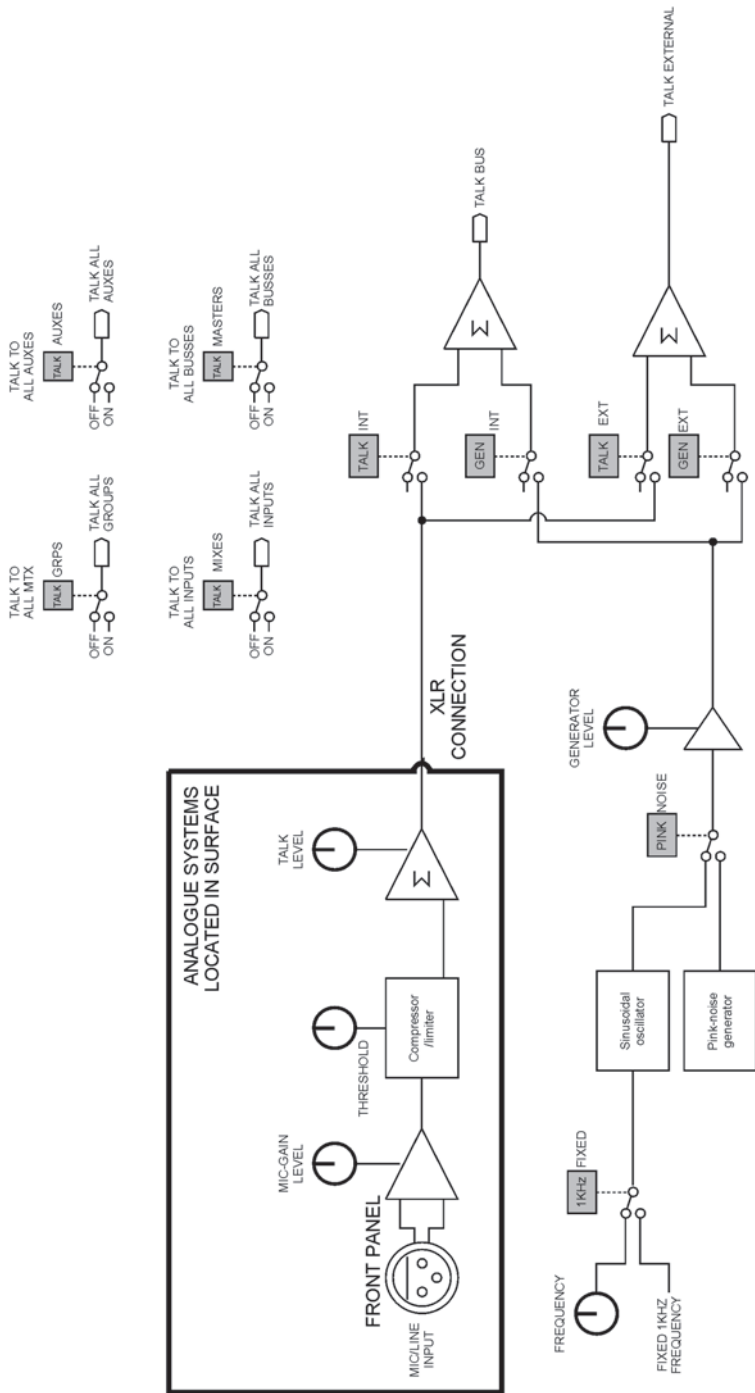 TALK TO
ALL MTX
TALK
GRPS
OFF
ON
TALK ALL
GROUPS
TALK TO
ALL AUXES
TALK
AUXES
OFF
ON
TALK ALL
AUXES
TALK TO
ALL INPUTS
TALK
MIXES
OFF
ON
TALK ALL
INPUTS
TALK TO
ALL BUSSES
TALK
MASTERS
OFF
ON
TALK ALL
BUSSES
ANALOGUE SYSTEMS
LOCATED IN SURFACE
MIC-GAIN
LEVEL
THRESHOLD
TALK
LEVEL
FRONT PANEL
MIC/LINE
INPUT
Compressor
/limiter
Σ
XLR
CONNECTION
TALK
INT
GEN
INT
Σ
TALK BUS
TALK
EXT
GEN
EXT
Σ
TALK EXTERNAL
FREQUENCY
FIXED 1KHZ
FREQUENCY
1KHz
FIXED
Sinusoidal
oscillator
Pink-noise
generator
PINK
NOISE
GENERATOR
LEVEL